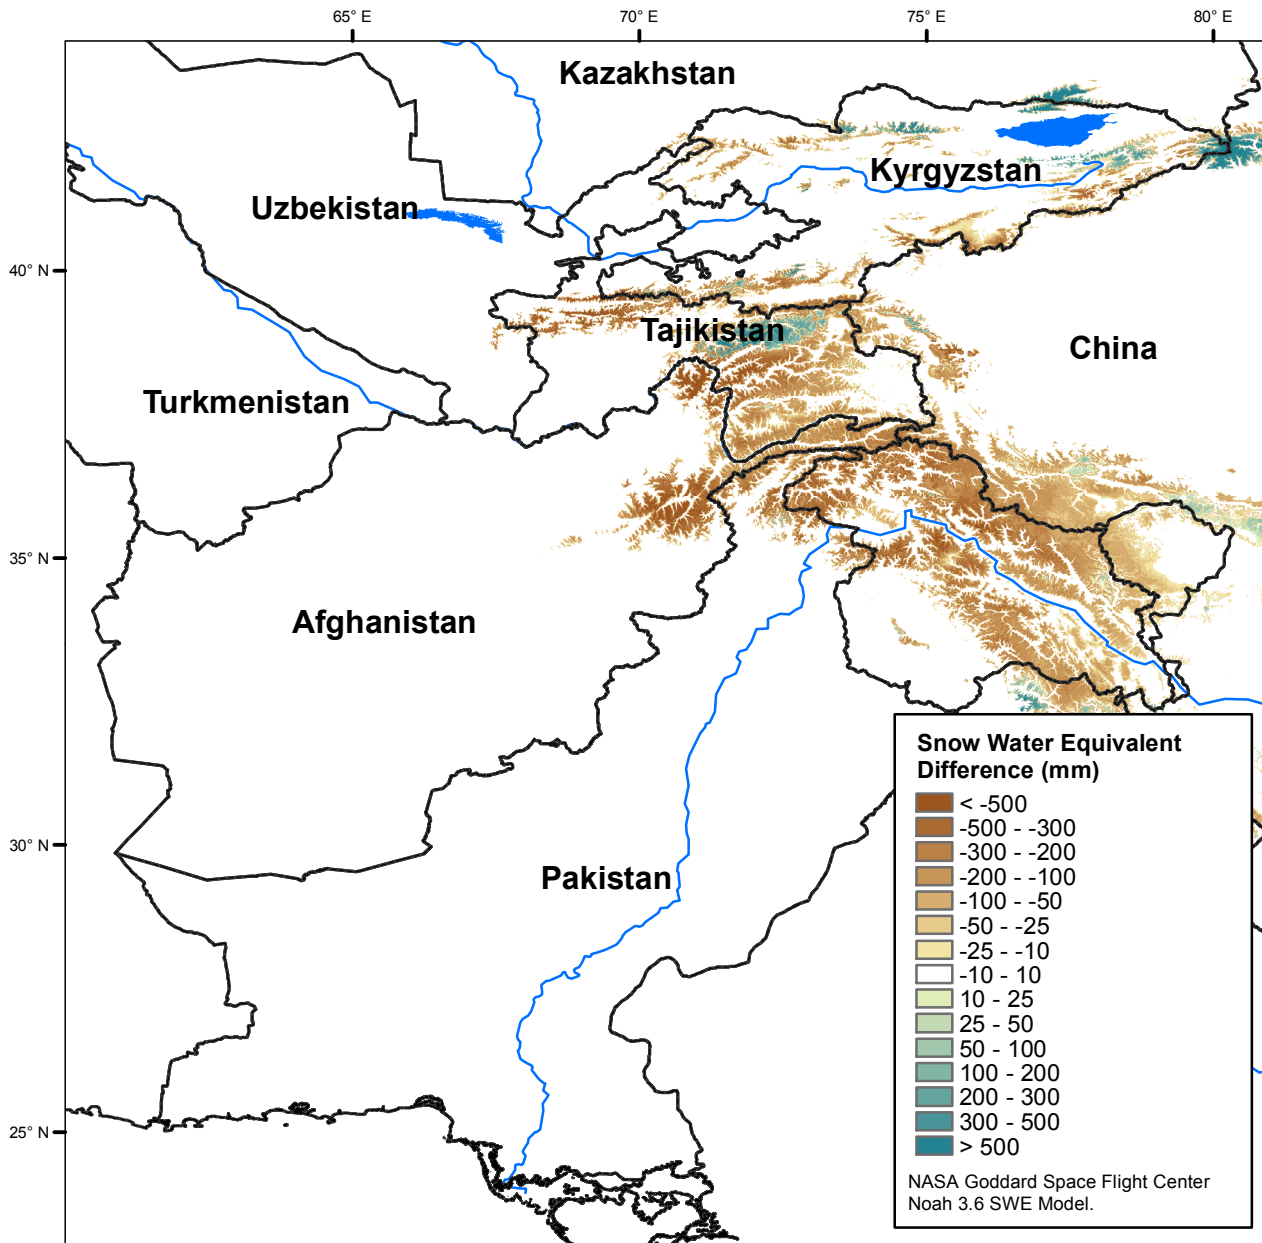 65° E
70° E
75° E
80° E
Kazakhstan
Kyrgyzstan
Uzbekistan
40° N
Tajikistan
China
Turkmenistan
35° N
Afghanistan
30° N
Pakistan
25° N
Snow Water Equivalent
Difference (mm)
< -500
-500 - -300
-300 - -200
-200 - -100
-100 - -50
-50 - -25
-25 - -10
-10 - 10
10 - 25
25 - 50
50 - 100
100 - 200
200 - 300
300 - 500
> 500
NASA Goddard Space Flight Center
Noah 3.6 SWE Model.